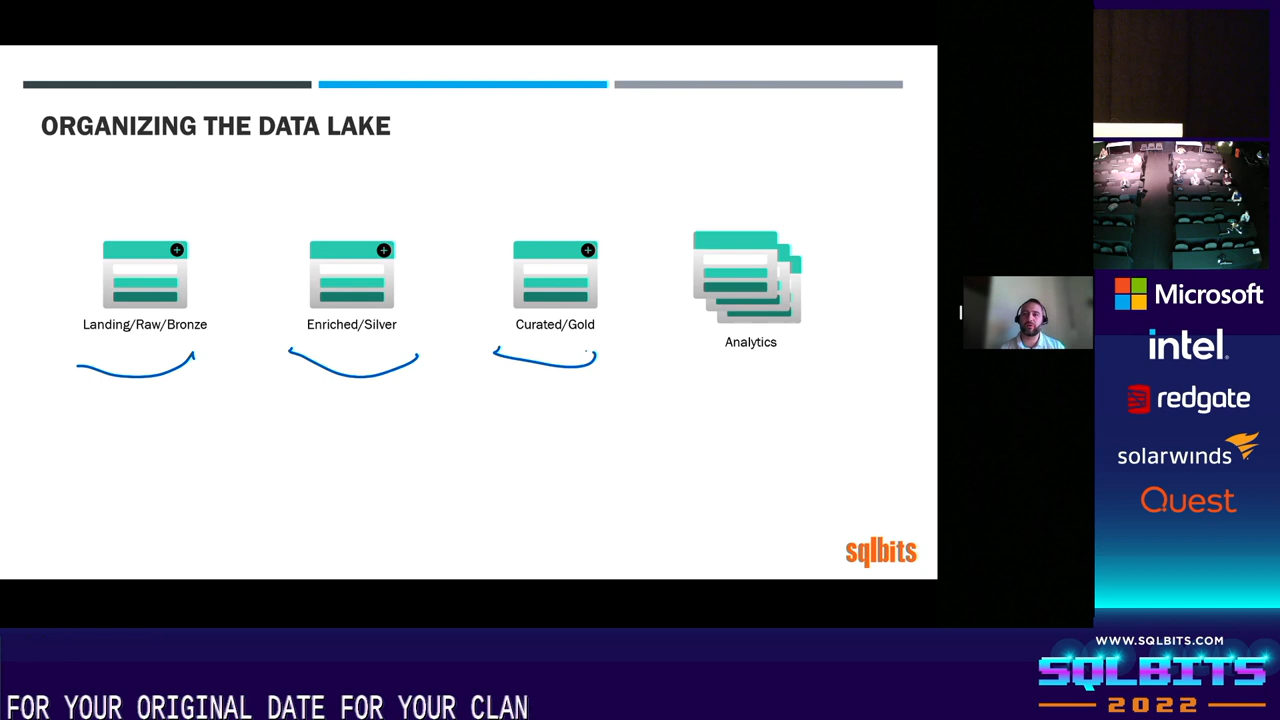 ORGANIZING THE DATA LAKE
Landing/Raw/Bronze
Enriched/Silver
Curated/Gold
Analytics
sqlbits
Microsoft
intel.
redgate
solarwinds
Quest
WWW.SQLBITS.COM
SQLBITS
2022
FOR YOUR ORIGINAL DATE FOR YOUR CLAN